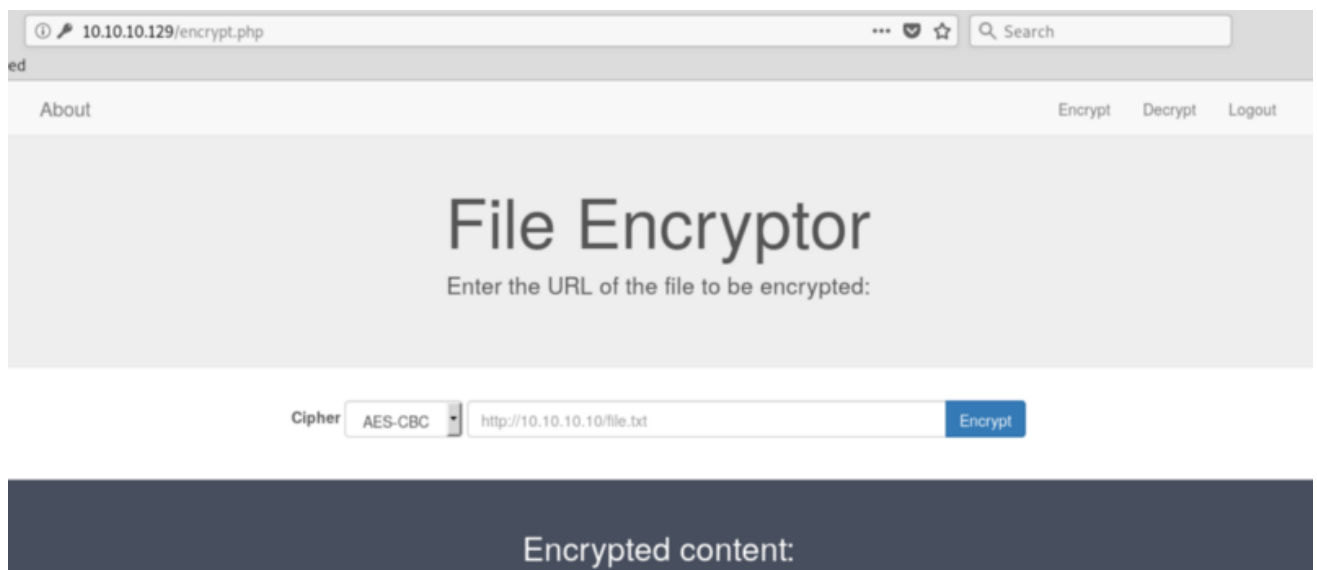 10.10.10.129/encrypt.php ••• Search
ed
About Encrypt Decrypt Logout
File Encryptor
Enter the URL of the file to be encrypted:
Cipher AES-CBC http://10.10.10.10/file.txt Encrypt
Encrypted content: